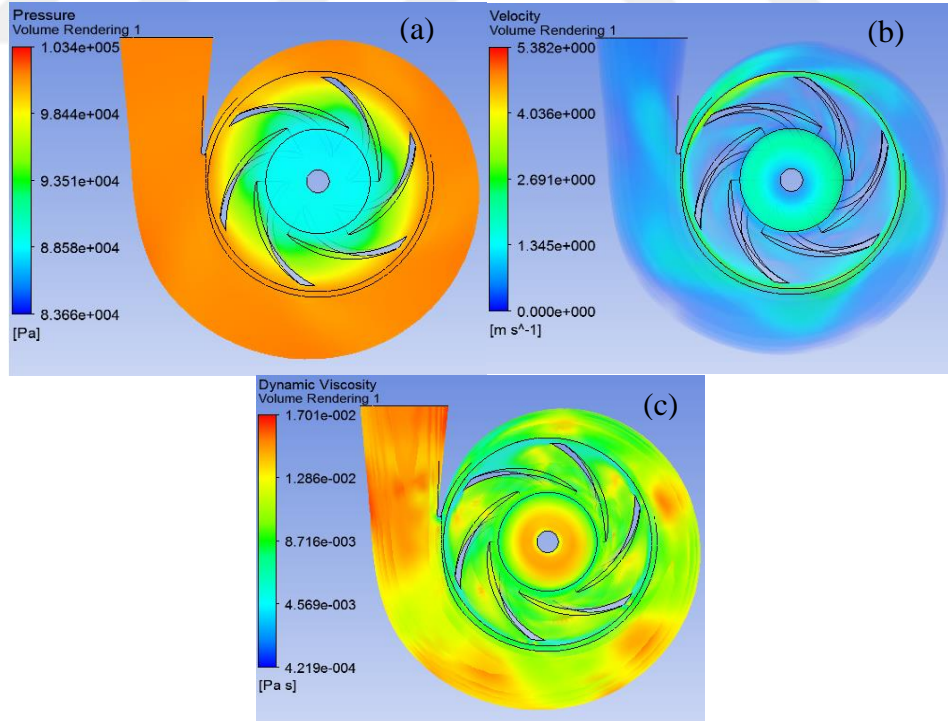 Pressure
Volume Rendering 1
1.034e+005
9.844e+004
9.351e+004
8.858e+004
8.366e+004
[Pa]
(a)
Velocity
Volume Rendering 1
5.382e+000
4.036e+000
2.691e+000
1.345e+000
0.000e+000
[m s^-1]
(b)
Dynamic Viscosity
Volume Rendering 1
1.701e-002
1.286e-002
8.716e-003
4.569e-003
4.219e-004
[Pa s]
(c)